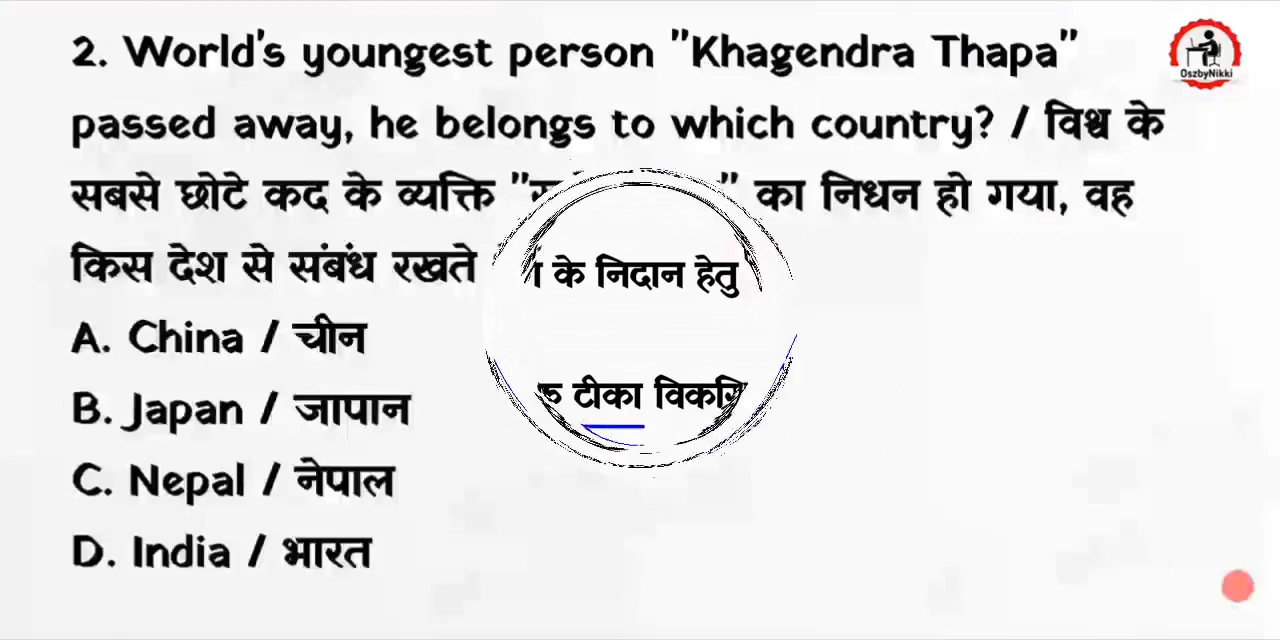 2. World's youngest person "Khagendra Thapa"
passed away, he belongs to which country? / विश्व के
सबसे छोटे कद के व्यक्ति " " का निधन हो गया, वह
किस देश से संबंध रखते
के निदान हेतु
टीका
A. China / चीन
B. Japan / जापान
C. Nepal / नेपाल
D. India / भारत
OszbyNikki